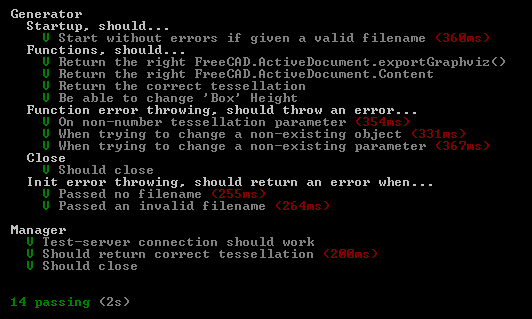 Generator
Startup, should...
V Start without errors if given a valid filename (360ms)
Functions, should...
V Return the right FreeCAD.ActiveDocument.exportGraphviz()
V Return the right FreeCAD.ActiveDocument.Content
V Return the correct tessellation
V Be able to change 'Box' Height
Function error throwing, should throw an error...
V On non-number tessellation parameter (354ms)
V When trying to change a non-existing object (331ms)
V When trying to change a non-existing parameter (367ms)
Close
V Should close
Init error throwing, should return an error when...
V Passed no filename (255ms)
V Passed an invalid filename (264ms)
Manager
V Test-server connection should work
V Should return correct tessellation (200ms)
V Should close
14 passing (2s)